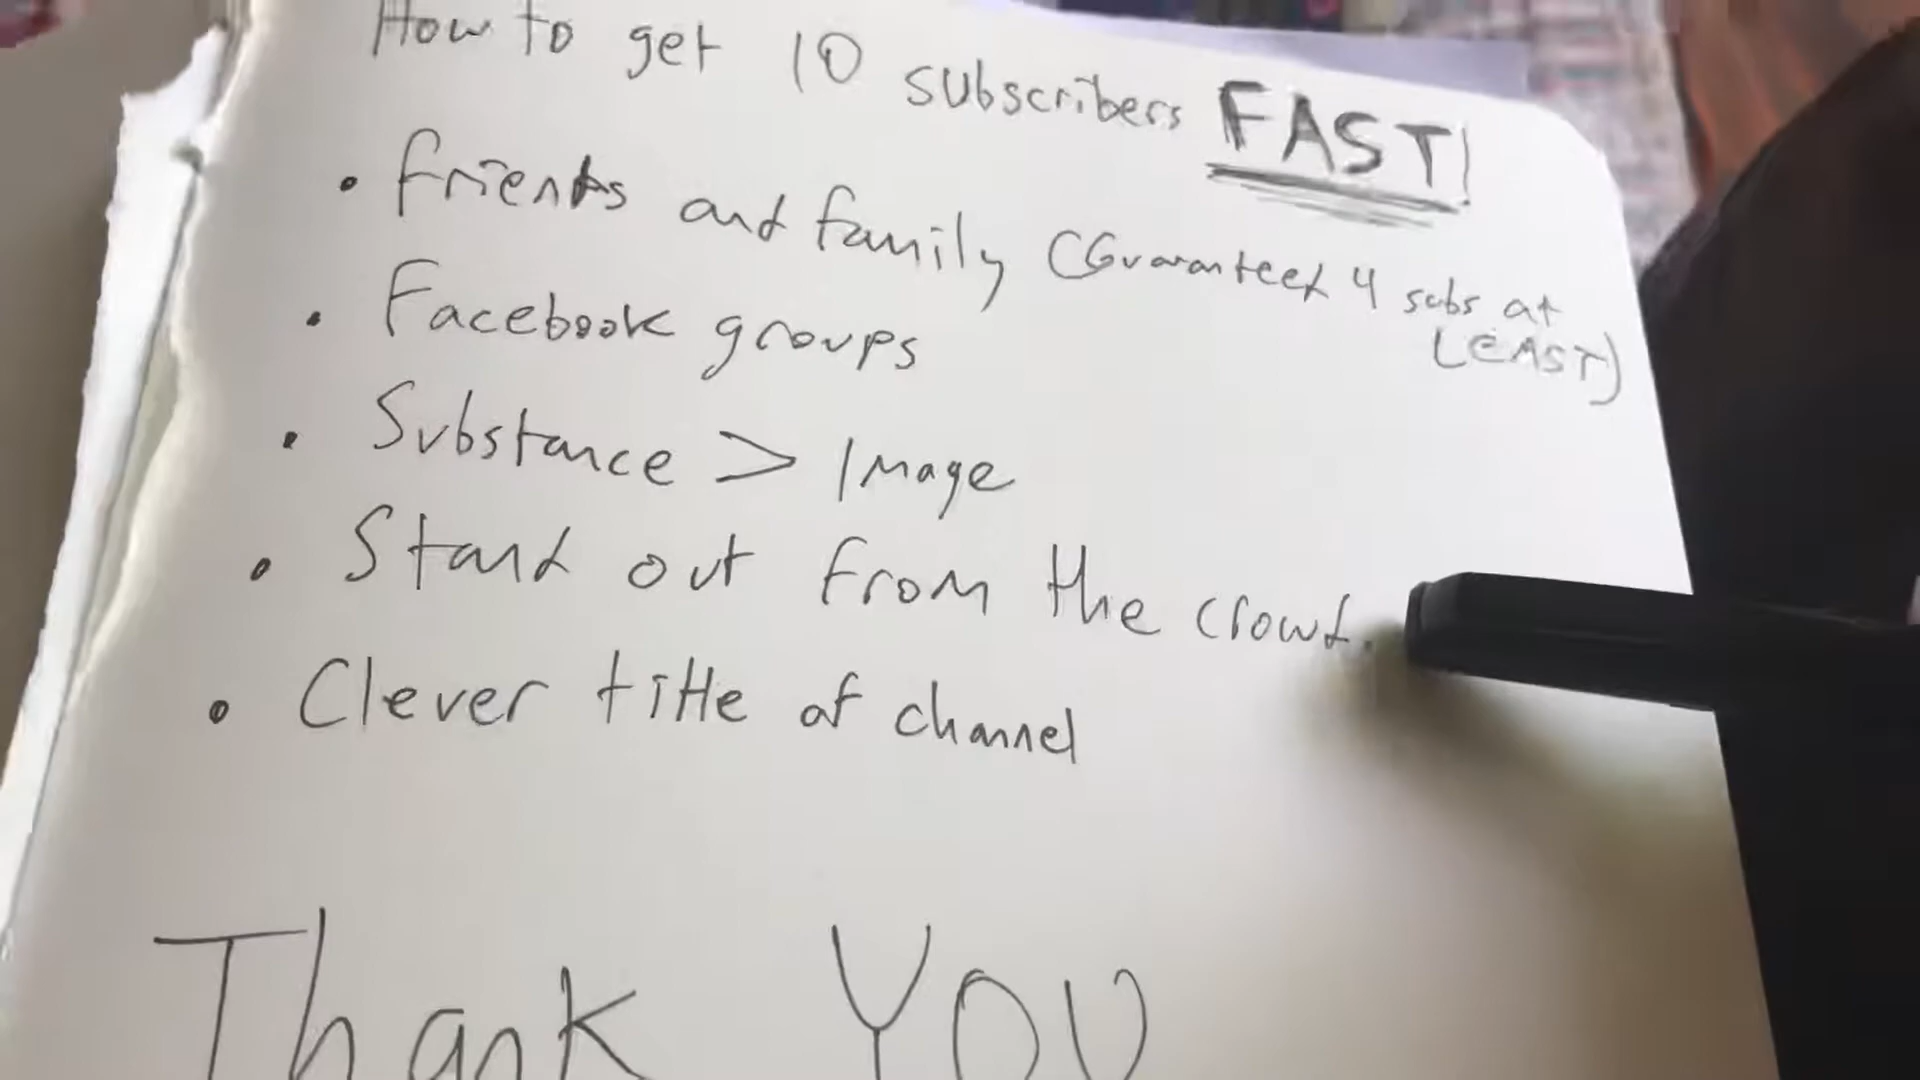 How to get 10 subscribers FAST!
• friends and family (Guaranteed 4 subs at
LEAST)
• Facebook groups
• Substance > Image
• Stand out from the crowd.
• Clever title of channel
Thank YOU